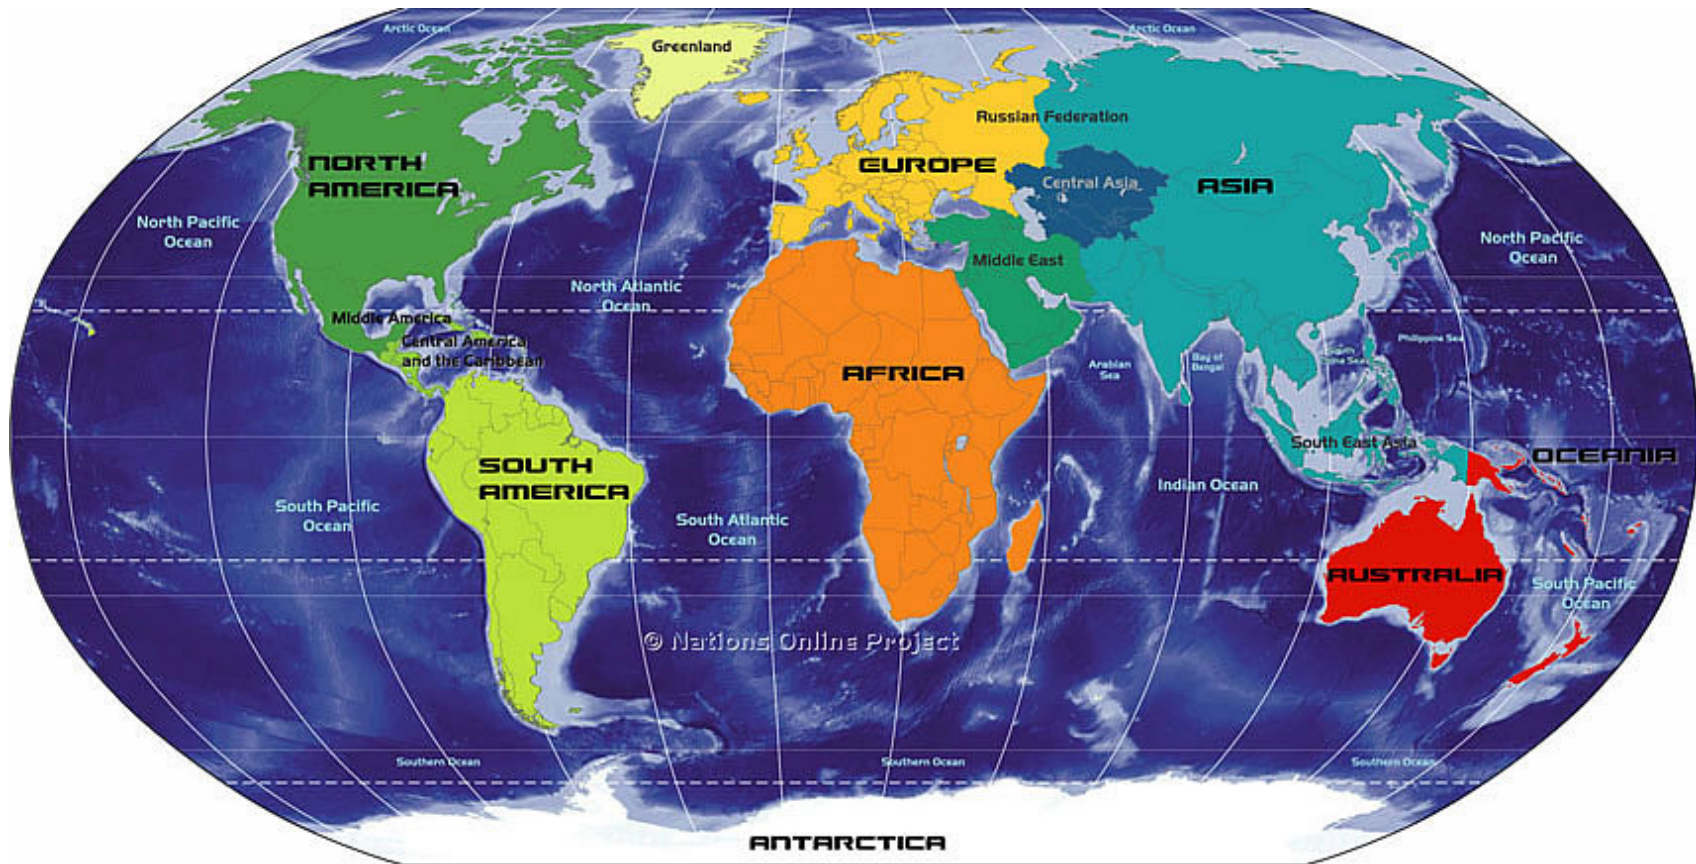 Arctic Ocean
Arctic Ocean
Greenland
Russian Federation
NORTH
AMERICA
EUROPE
Central Asia
ASIA
North Pacific
Ocean
North Pacific
Ocean
Middle East
North Atlantic
Ocean
Middle America
Central America
and the Caribbean
Philippine Sea
Arabian
Sea
Bay of
Bengal
AFRICA
South East Asia
OCEANIA
SOUTH
AMERICA
Indian Ocean
South Pacific
Ocean
South Atlantic
Ocean
AUSTRALIA
South Pacific
Ocean
© Nations Online Project
Southern Ocean
Southern Ocean
Southern Ocean
ANTARCTICA